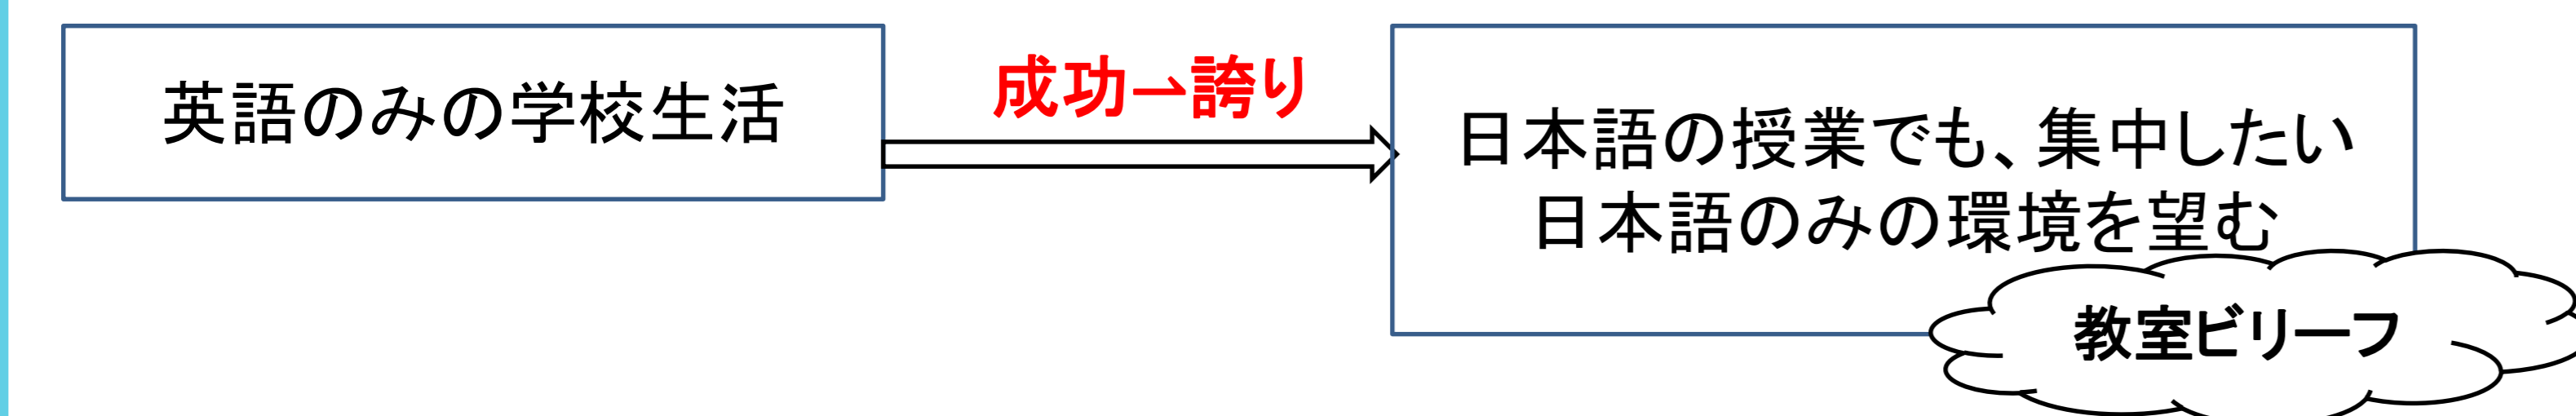 英語のみの学校生活
成功→誇り
日本語の授業でも、集中したい
日本語のみの環境を望む
教室ビリーフ